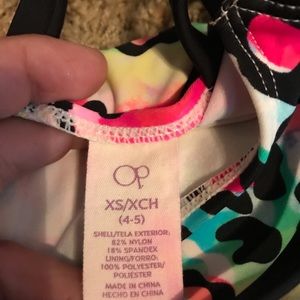 OP
XS/XCH
(4-5)
SHELL/TELA EXTERIOR:
82% NYLON
18% SPANDEX
LINING/FORRO:
100% POLYESTER/
POLIÉSTER
MADE IN CHINA
HECHO EN CHINA